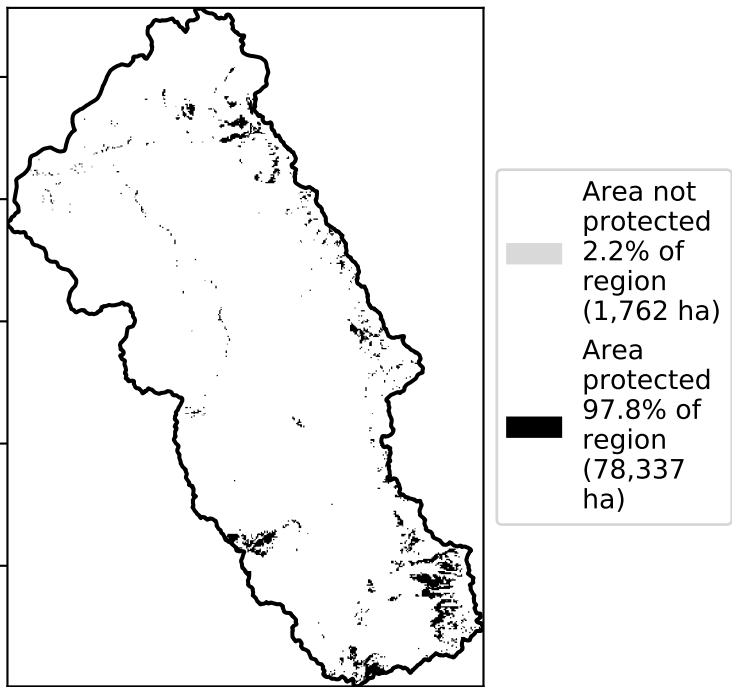 Area not
protected
2.2% of
region
(1,762 ha)
Area
protected
97.8% of
region
(78,337
ha)